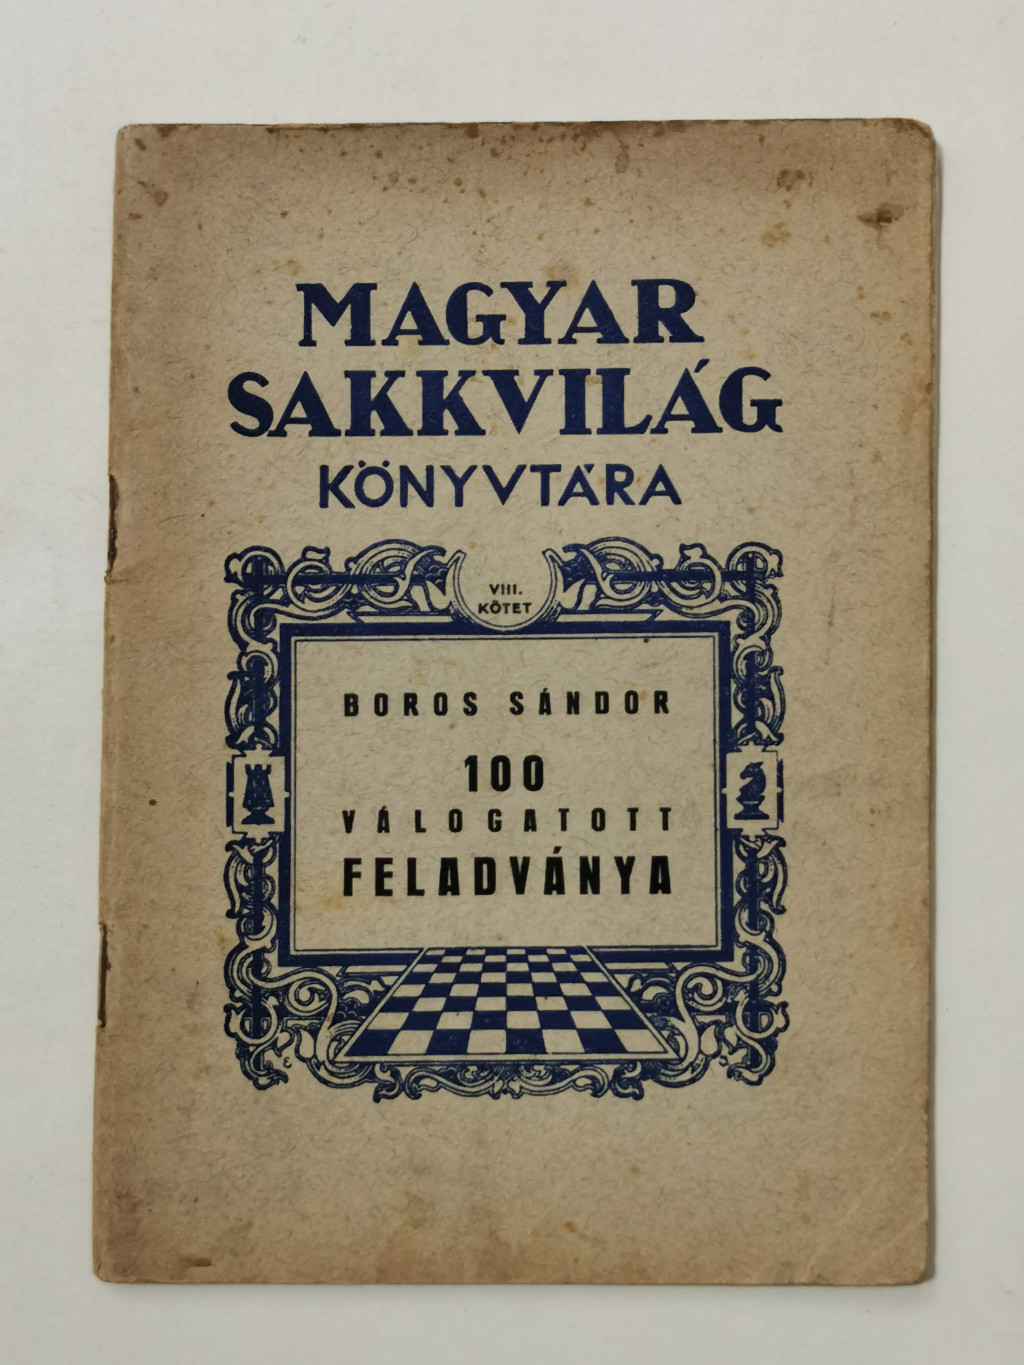 MAGYAR
SAKKVILÁG
KÖNYVTÁRA
VIII.
KÖTET
BOROS SÁNDOR
100
VÁLOGATOTT
FELADVÁNYA